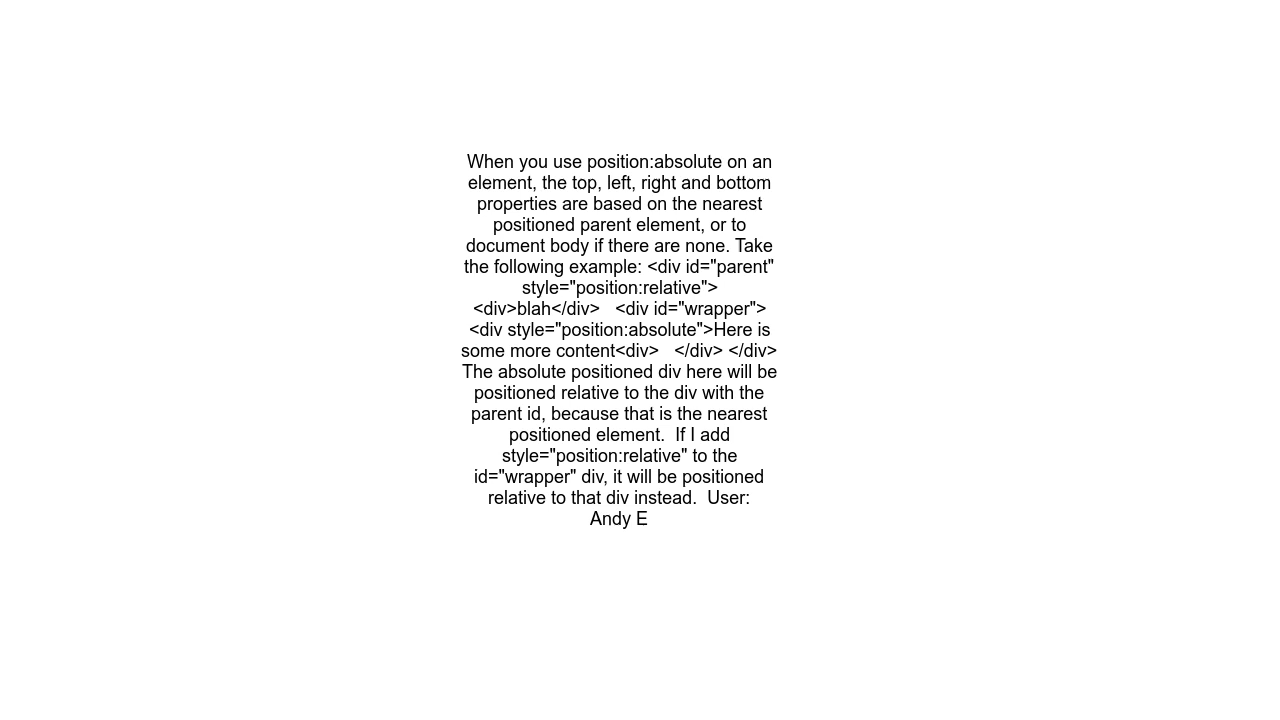 When you use position:absolute on an
element, the top, left, right and bottom
properties are based on the nearest
positioned parent element, or to
document body if there are none. Take
the following example: <div id="parent"
style="position:relative">
<div>blah</div>   <div id="wrapper">
<div style="position:absolute">Here is
some more content<div>   </div> </div>
The absolute positioned div here will be
positioned relative to the div with the
parent id, because that is the nearest
positioned element.  If I add
style="position:relative" to the
id="wrapper" div, it will be positioned
relative to that div instead.  User:
Andy E